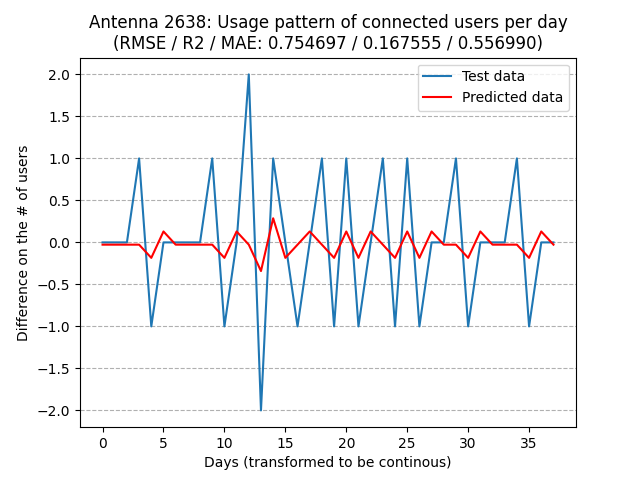 Antenna 2638: Usage pattern of connected users per day
(RMSE / R2 / MAE: 0.754697 / 0.167555 / 0.556990)
Test data
Predicted data
2.0
1.5
1.0
0.5
0.0
−0.5
−1.0
−1.5
−2.0
Difference on the # of users
0 5 10 15 20 25 30 35
Days (transformed to be continous)